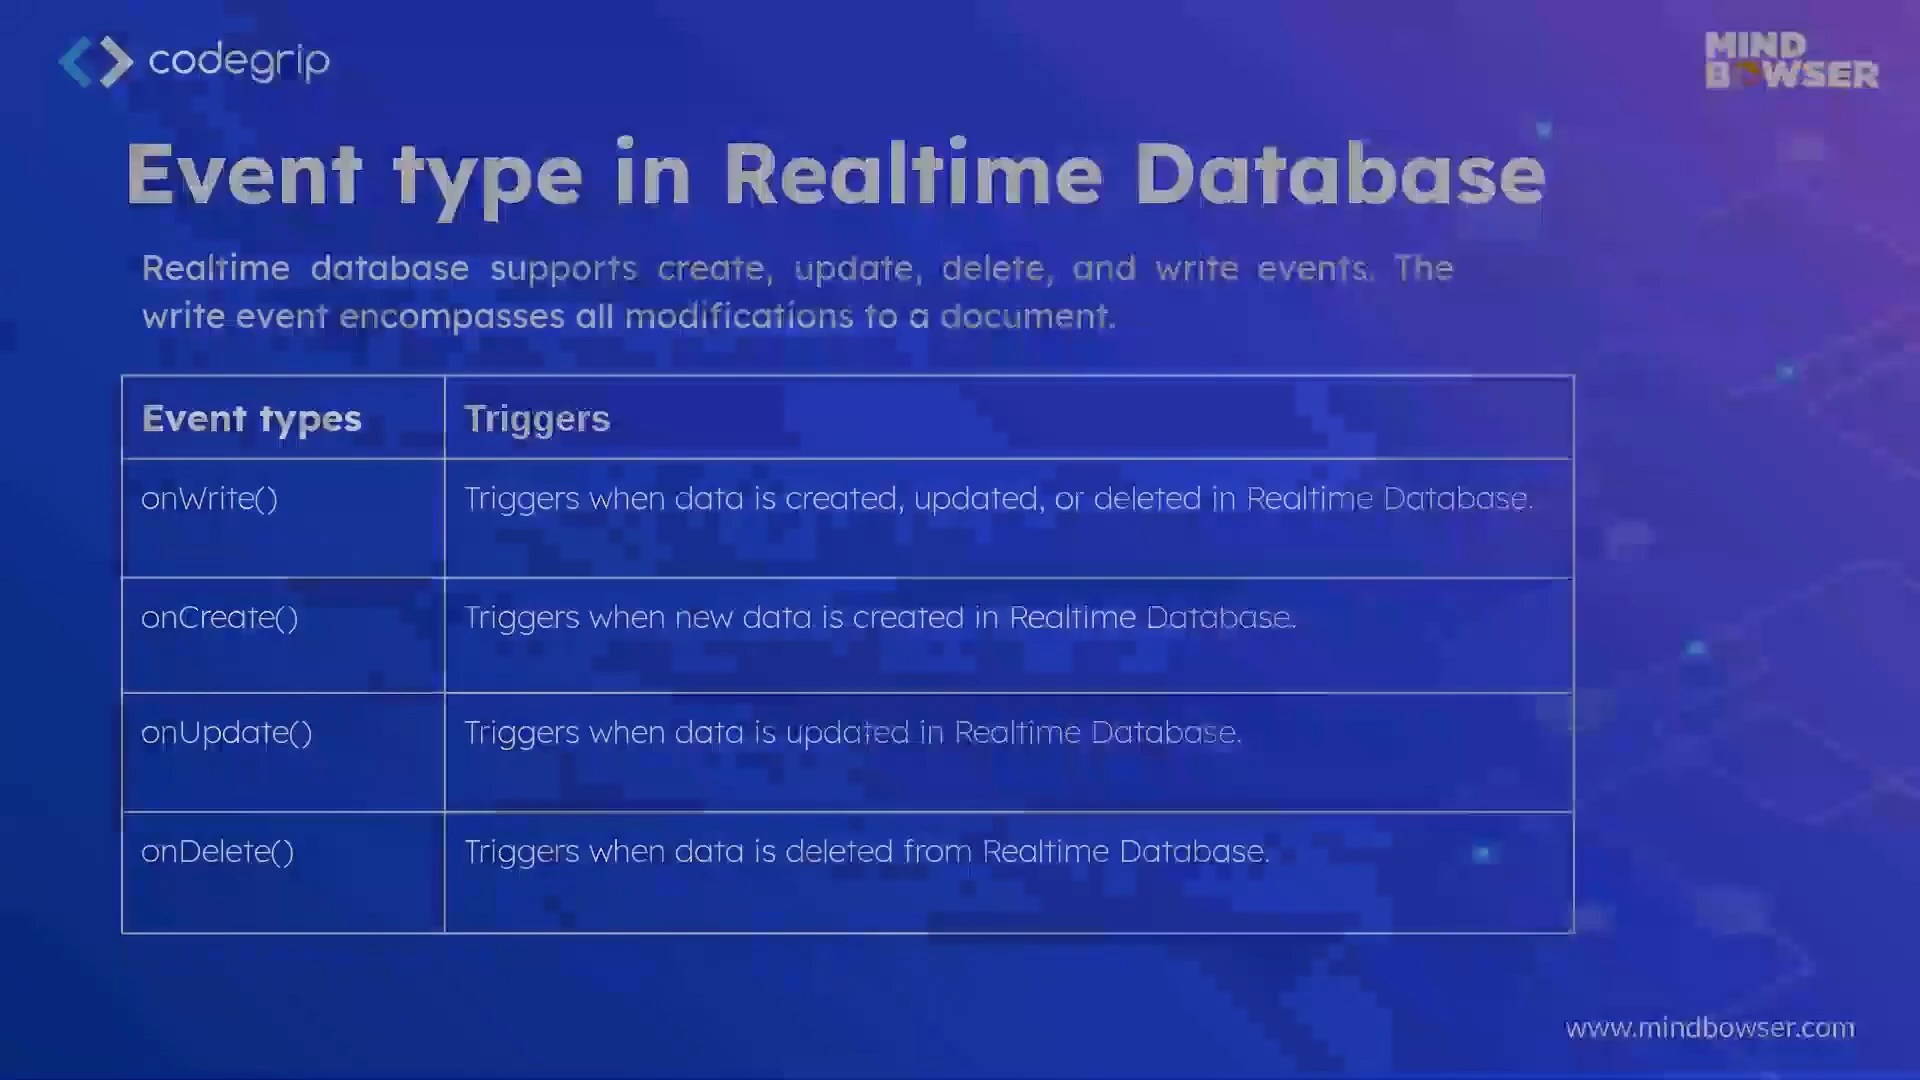 codegrip
MIND
BOWSER
Event type in Realtime Database
Realtime database supports create, update, delete, and write events. The
write event encompasses all modifications to a document.
Event types
Triggers
onWrite()
Triggers when data is created, updated, or deleted in Realtime Database.
onCreate()
Triggers when new data is created in Realtime Database.
onUpdate()
Triggers when data is updated in Realtime Database.
onDelete()
Triggers when data is deleted from Realtime Database.
www.mindbowser.com